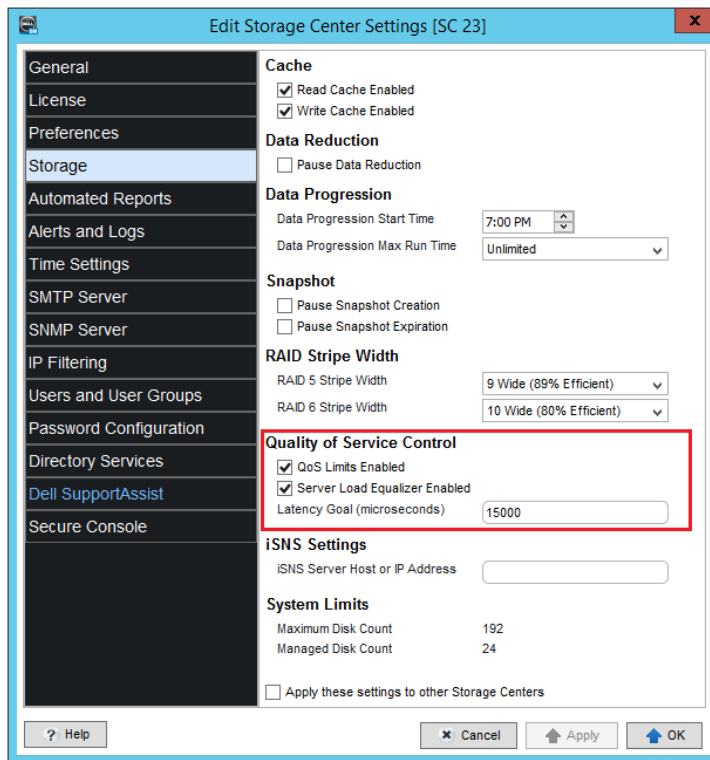 Edit Storage Center Settings [SC 23]
x
General
License
Preferences
Storage
Automated Reports
Alerts and Logs
Time Settings
SMTP Server
SNMP Server
IP Filtering
Users and User Groups
Password Configuration
Directory Services
Dell SupportAssist
Secure Console
Cache
Read Cache Enabled
Write Cache Enabled
Data Reduction
Pause Data Reduction
Data Progression
Data Progression Start Time 7:00 PM
Data Progression Max Run Time Unlimited
Snapshot
Pause Snapshot Creation
Pause Snapshot Expiration
RAID Stripe Width
RAID 5 Stripe Width 9 Wide (89% Efficient)
RAID 6 Stripe Width 10 Wide (80% Efficient)
Quality of Service Control
QoS Limits Enabled
Server Load Equalizer Enabled
Latency Goal (microseconds) 15000
iSNS Settings
iSNS Server Host or IP Address
System Limits
Maximum Disk Count 192
Managed Disk Count 24
Apply these settings to other Storage Centers
? Help Cancel Apply OK